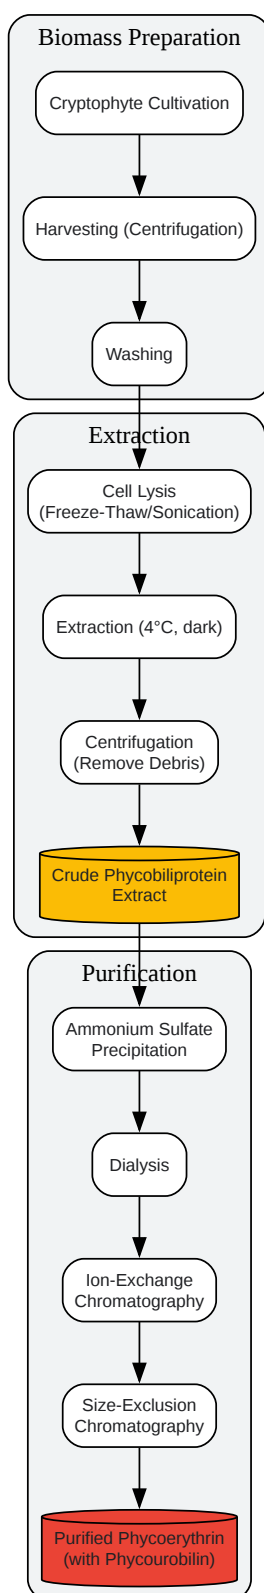 Biomass Preparation
Cryptophyte Cultivation
Harvesting (Centrifugation)
Washing
Extraction
Cell Lysis
(Freeze-Thaw/Sonication)
Extraction (4°C, dark)
Centrifugation
(Remove Debris)
Crude Phycobiliprotein
Extract
Purification
Ammonium Sulfate
Precipitation
Dialysis
Ion-Exchange
Chromatography
Size-Exclusion
Chromatography
Purified Phycoerythrin
(with Phycourobilin)